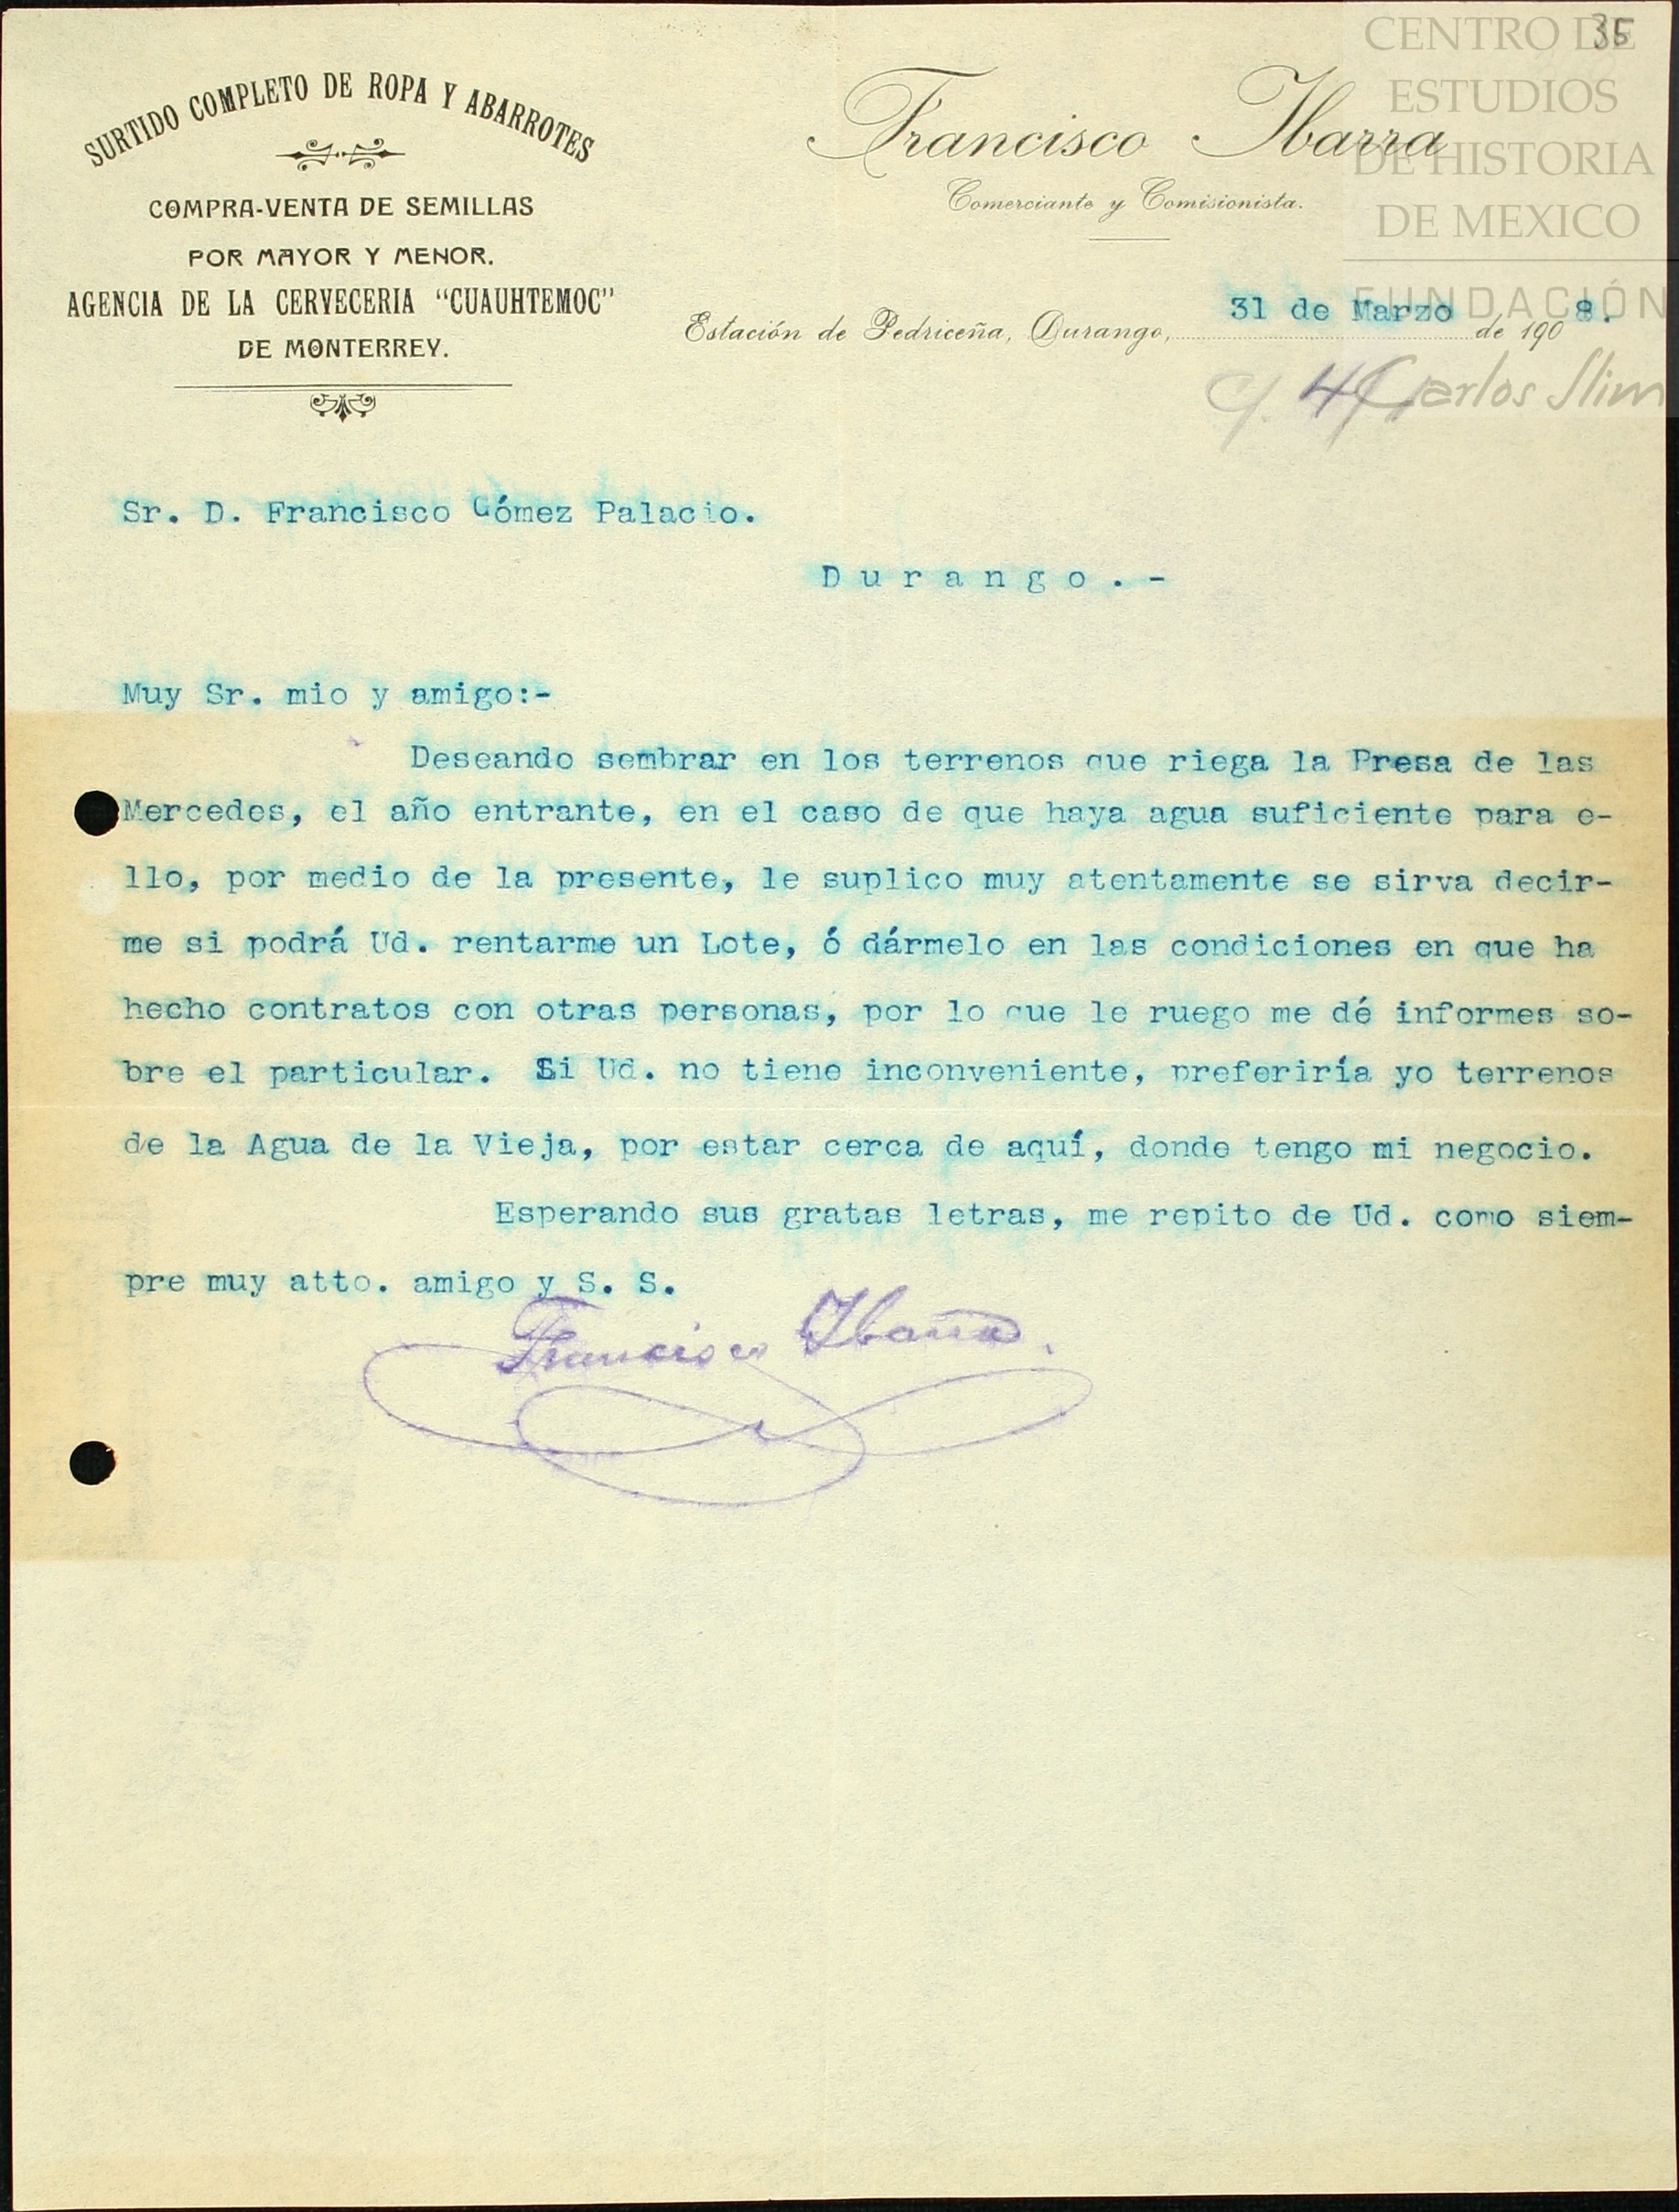 35
CENTRO DE
ESTUDIOS
DE HISTORIA
DE MEXICO
FUNDACIÓN
Carlos Slim
SURTIDO COMPLETO DE ROPA Y ABARROTES
COMPRA-VENTA DE SEMILLAS
POR MAYOR Y MENOR.
AGENCIA DE LA CERVECERIA "CUAUHTEMOC"
DE MONTERREY.
Francisco Ibarra
Comerciante y Comisionista.
Estación de Pedriceña, Durango, 31 de Marzo de 1908.
Sr. D. Francisco Gómez Palacio.
Durango.-
Muy Sr. mio y amigo:-
Deseando sembrar en los terrenos que riega la Presa de las
Mercedes, el año entrante, en el caso de que haya agua suficiente para e-
llo, por medio de la presente, le suplico muy atentamente se sirva decir-
me si podrá Ud. rentarme un Lote, ó dármelo en las condiciones en que ha
hecho contratos con otras personas, por lo que le ruego me dé informes so-
bre el particular. Si Ud. no tiene inconveniente, preferiría yo terrenos
de la Agua de la Vieja, por estar cerca de aquí, donde tengo mi negocio.
Esperando sus gratas letras, me repito de Ud. como siem-
pre muy atto. amigo y S. S.
Francisco Ibarra.